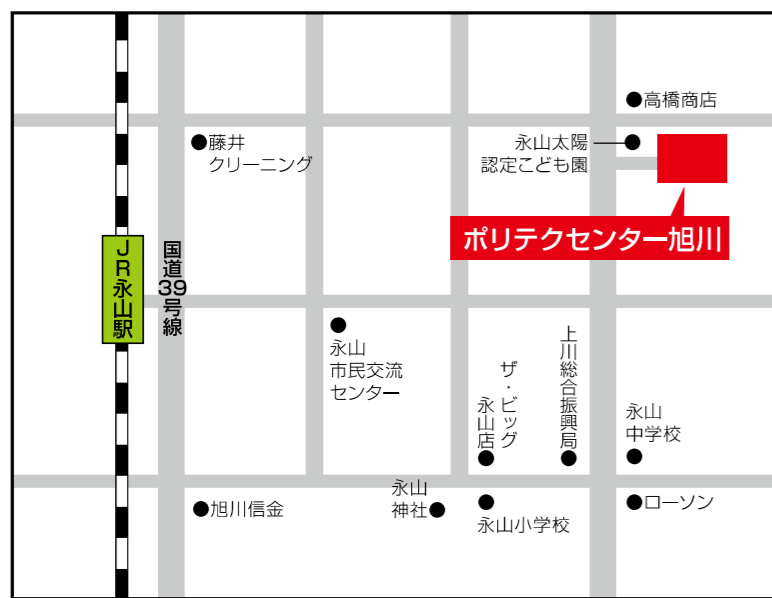 高橋商店
藤井
クリーニング
永山太陽
認定こども園
ポリテクセンター旭川
JR永山駅
国道39号線
永山
市民交流
センター
ザ・ビッグ
永山店
上川総合振興局
永山
中学校
旭川信金
永山
神社
永山小学校
ローソン